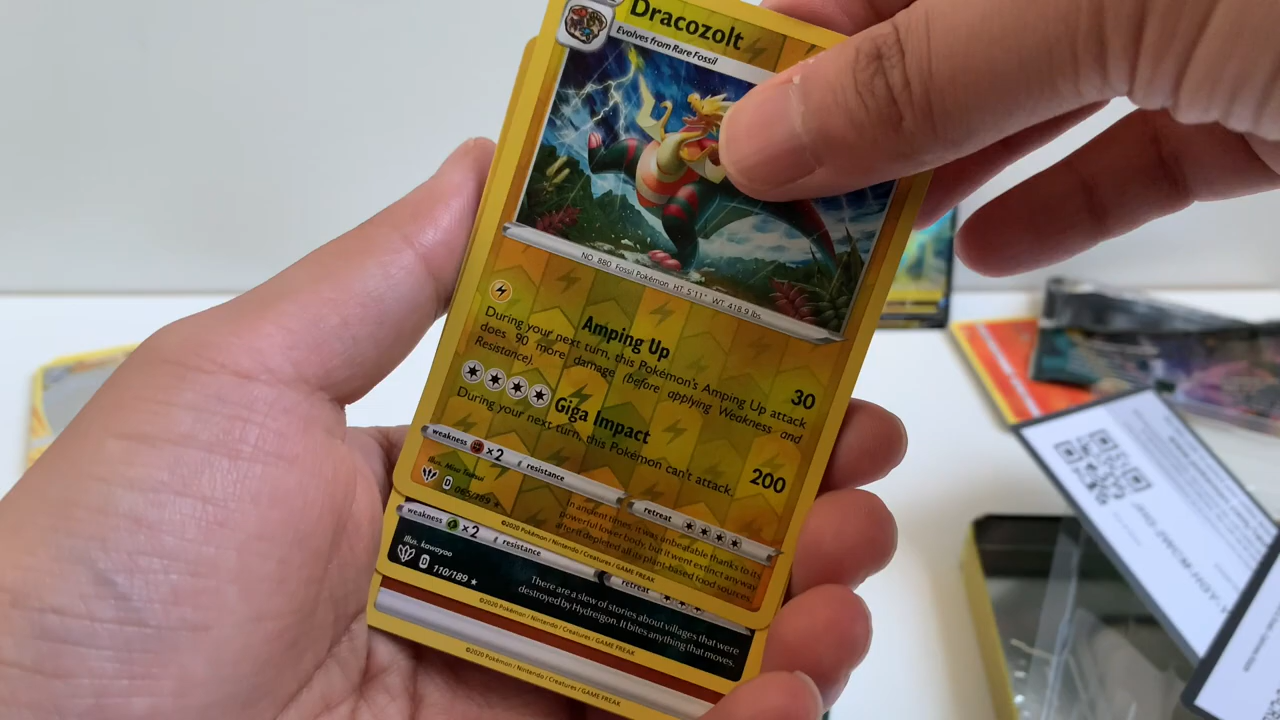 Dracozolt
Evolves from Rare Fossil
NO. 880 Fossil Pokémon HT: 5'11" WT: 418.9 lbs.
Amping Up
30
During your next turn, this Pokémon's Amping Up attack
does 90 more damage (before applying Weakness and
Resistance).
Giga Impact
200
During your next turn, this Pokémon can't attack.
weakness ×2 resistance
retreat
Illus. Misa Tsutsui
D 065/189
In ancient times, it was unbeatable thanks to its
powerful lower body, but it went extinct anyway
after it depleted all its plant-based food sources.
©2020 Pokémon / Nintendo / Creatures / GAME FREAK
weakness ×2 resistance
retreat
Illus. kawayoo
D 110/189 ★
There are a slew of stories about villages that were
destroyed by Hydreigon. It bites anything that moves.
©2020 Pokémon / Nintendo / Creatures / GAME FREAK
©2020 Pokémon / Nintendo / Creatures / GAME FREAK